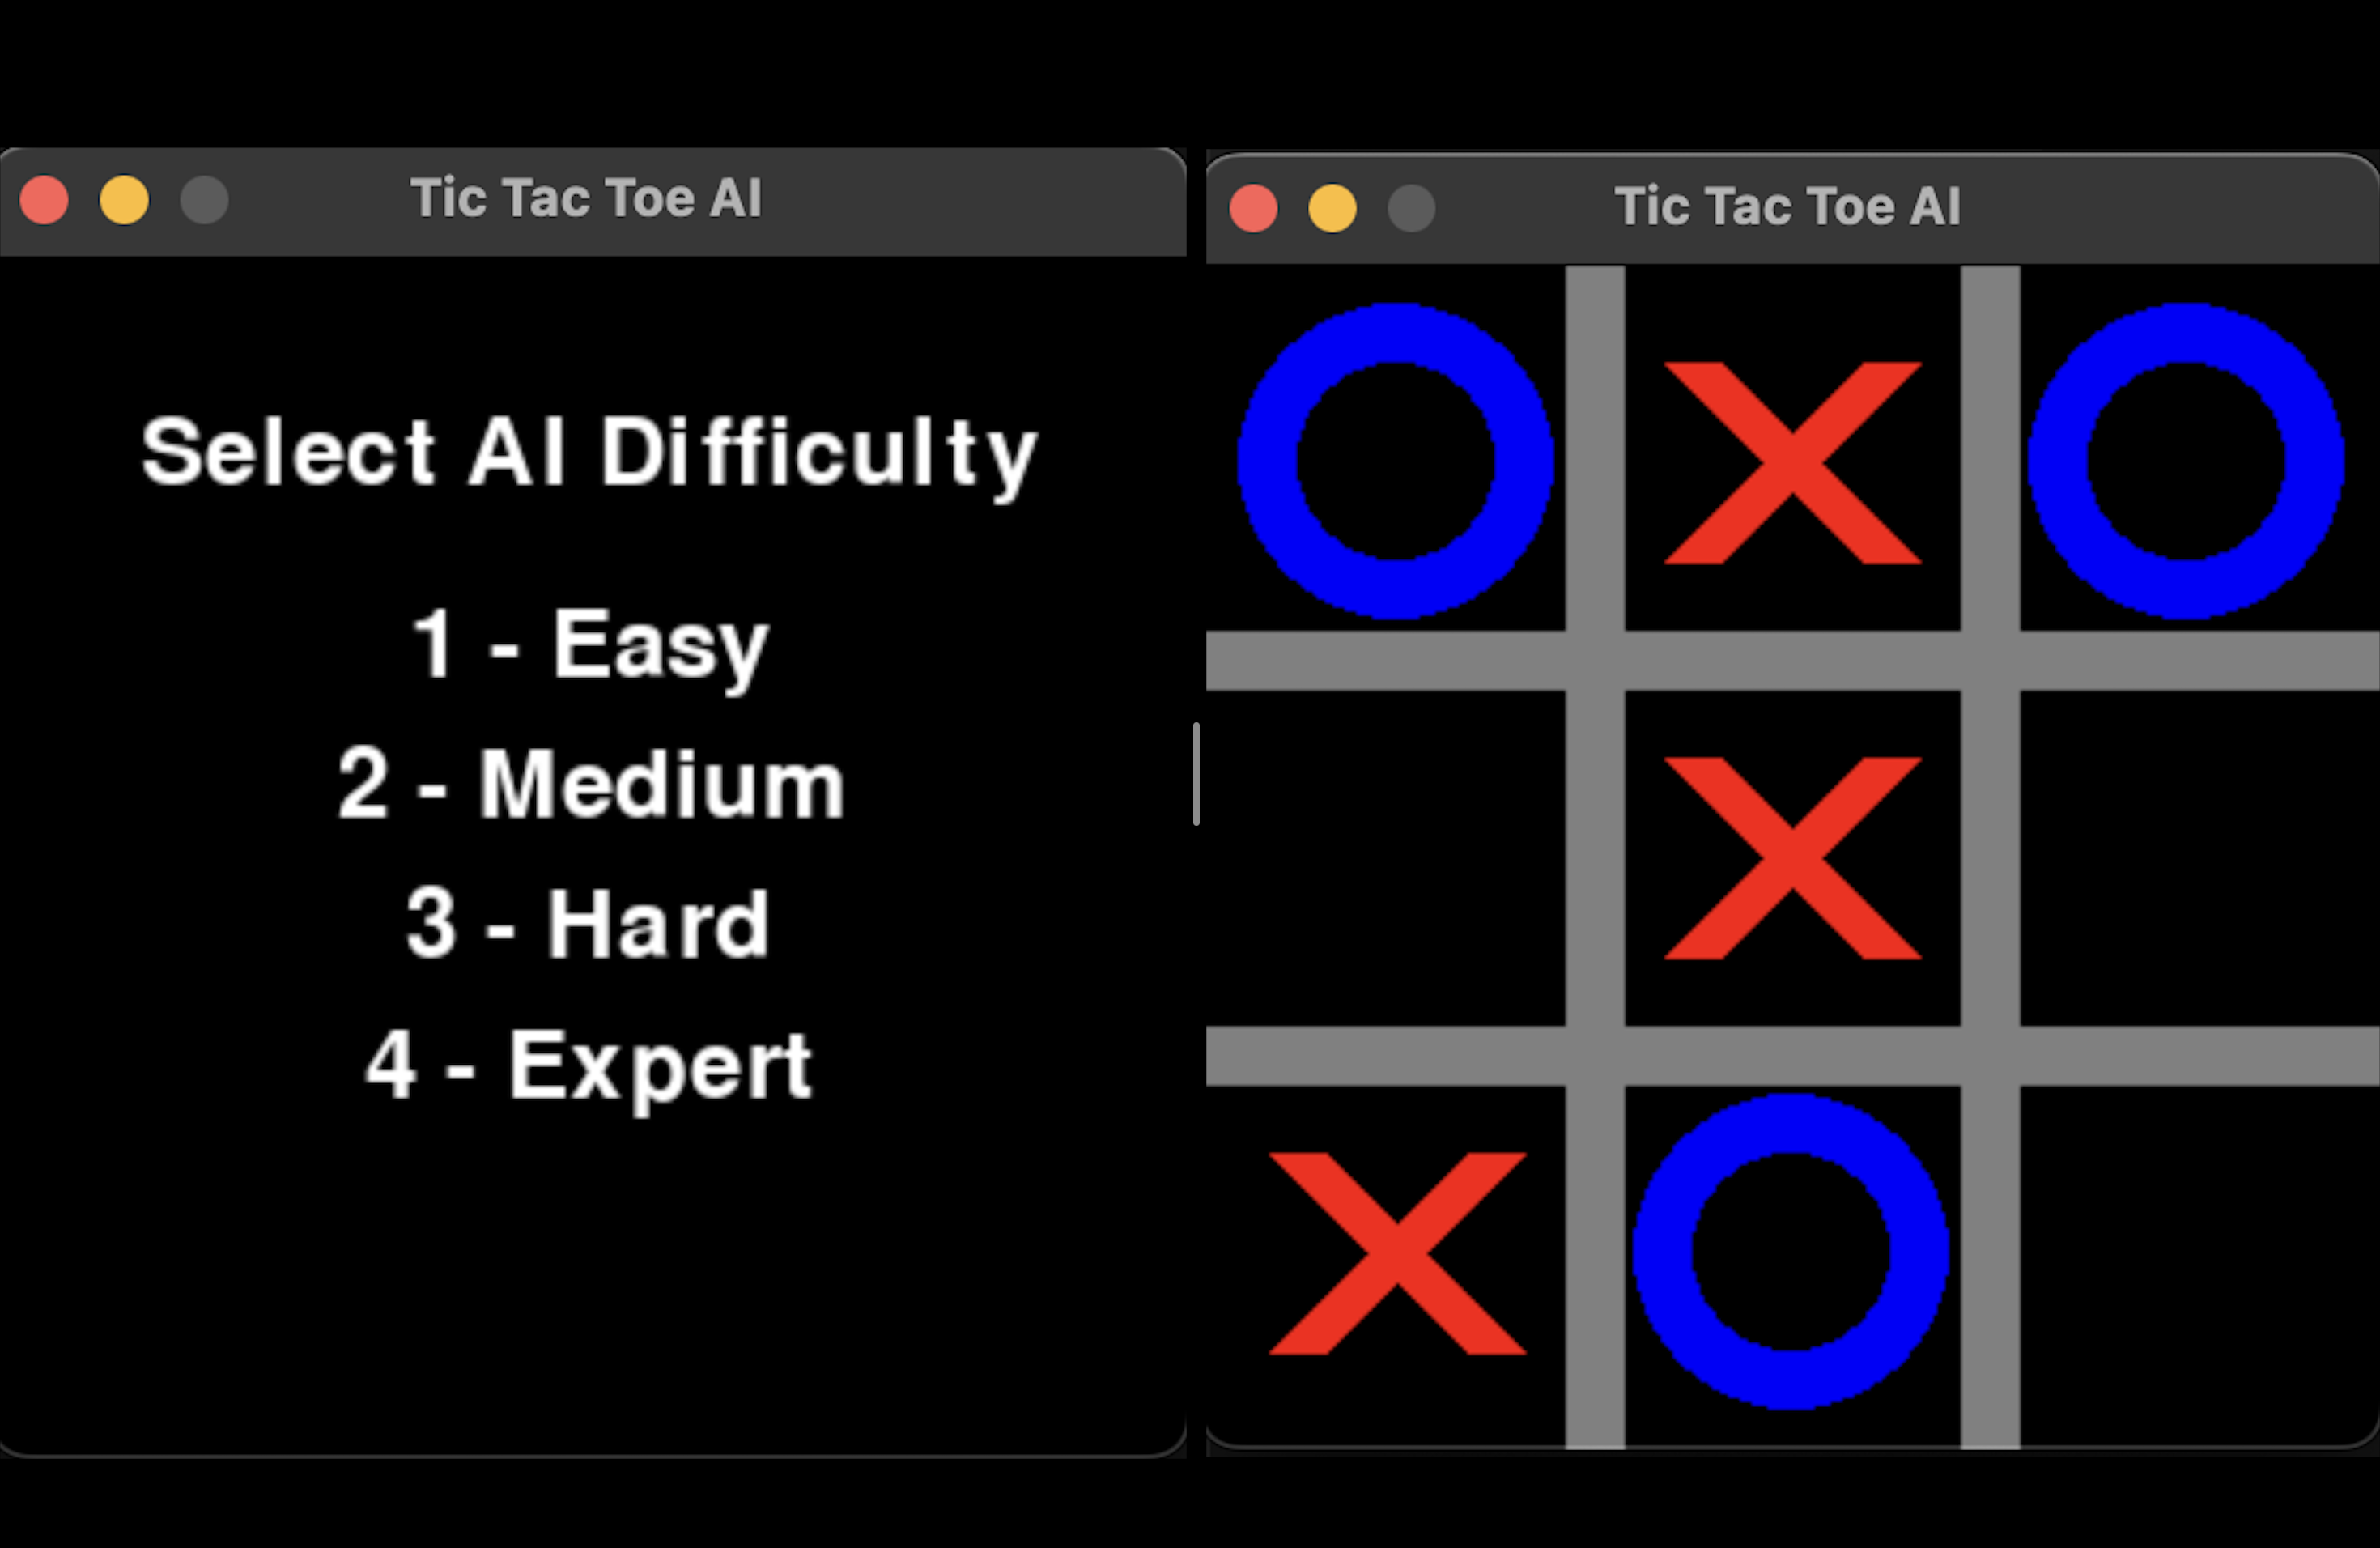 Tic Tac Toe AI
Select AI Difficulty
1 - Easy
2 - Medium
3 - Hard
4 - Expert
Tic Tac Toe AI
O X O
X
X O